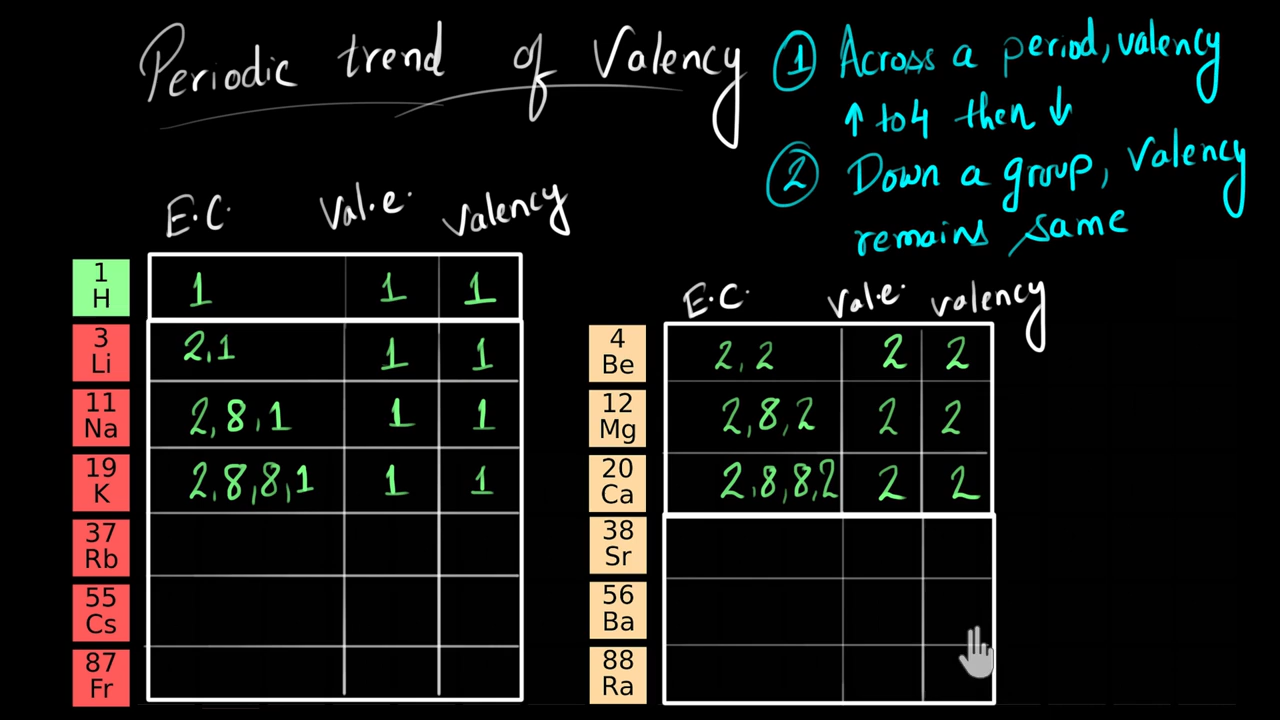 Periodic trend of Valency
① Across a period, valency
↑ to 4 then ↓
② Down a group, valency
remains same
E.C. Val.e. Valency
1
H 1 1 1
3
Li 2,1 1 1
11
Na 2,8,1 1 1
19
K 2,8,8,1 1 1
37
Rb
55
Cs
87
Fr
E.C. Val.e. valency
4
Be 2,2 2 2
12
Mg 2,8,2 2 2
20
Ca 2,8,8,2 2 2
38
Sr
56
Ba
88
Ra